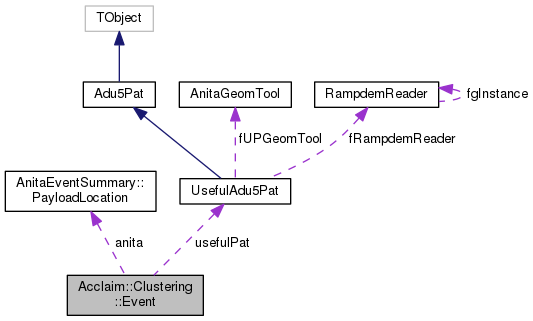 TObject
Adu5Pat
AnitaGeomTool
RampdemReader
fgInstance
fUPGeomTool
fRampdemReader
AnitaEventSummary::
PayloadLocation
UsefulAdu5Pat
anita
usefulPat
Acclaim::Clustering
::Event